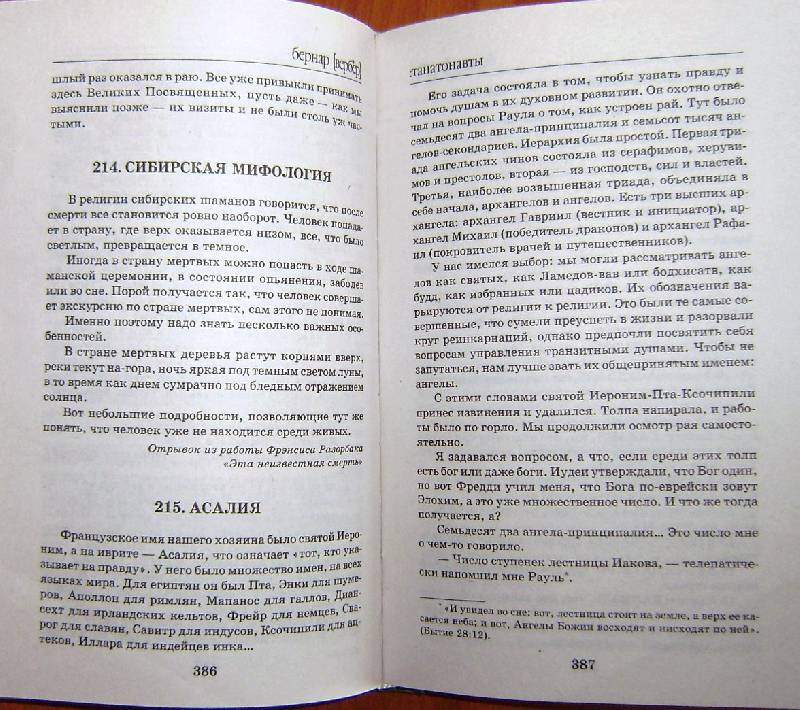 бернар [вербер]
шлый раз оказался в раю. Все уже привыкли принимать
здесь Великих Посвященных, пусть даже — как мы
выяснили позже — их визиты и не были столь уж час-
тыми.
214. СИБИРСКАЯ МИФОЛОГИЯ
В религии сибирских шаманов говорится, что после
смерти все становится ровно наоборот. Человек попада-
ет в страну, где верх оказывается низом, все, что было
светлым, превращается в темное.
Иногда в страну мертвых можно попасть в ходе ша-
манской церемонии, в состоянии опьянения, забодев
или во сне. Порой получается так, что человек соверша-
ет экскурсию по стране мертвых, сам этого не понимая.
Именно поэтому надо знать несколько важных осо-
бенностей.
В стране мертвых деревья растут корнями вверх,
реки текут на-гора, ночь яркая под темным светом луны,
в то время как днем сумрачно под бледным отражением
солнца.
Вот небольшие подробности, позволяющие тут же
понять, что человек уже не находится среди живых.
Отрывок из работы Фрэнсиса Разорбака
«Эта неизвестная смерть»
215. АСАЛИЯ
Французское имя нашего хозяина было святой Иеро-
ним, а на иврите — Асалия, что означает «тот, кто ука-
зывает на правду». У него было множество имен, на всех
языках мира. Для египтян он был Пта, Энки для шуме-
ров, Аполлон для римлян, Мапанос для галлов, Диан-
сехт для ирландских кельтов, Фрейр для немцев, Сва-
рог для славян, Савитр для индусов, Ксочипили для ац-
теков, Иллара для индейцев инка...
386
танатонавты
Его задача состояла в том, чтобы узнать правду и
помочь душам в их духовном развитии. Он охотно отве-
чал на вопросы Рауля о том, как устроен рай. Тут было
семьдесят два ангела-принципалия и семьсот тысяч ан-
гелов-секондариев. Иерархия была простой. Первая три-
ада ангельских чинов состояла из серафимов, херуви-
мов и престолов, вторая — из господств, сил и властей.
Третья, наиболее возвышенная триада, объединяла в
себе начала, архангелов и ангелов. Есть три высших ар-
хангела: архангел Гавриил (вестник и инициатор), ар-
хангел Михаил (победитель драконов) и архангел Рафа-
ил (покровитель врачей и путешественников).
У нас имелся выбор: мы могли рассматривать анге-
лов как святых, как Ламедов-ван или бодхисатв, как
вабудд, как избранных или цадиков. Их обозначения ва-
рьируются от религии к религии. Это были те самые со-
вершенные, что сумели преуспеть в жизни и разорвали
круг реинкарнаций, однако предпочли посвятить себя
вопросам управления транзитными душами. Чтобы не
запутаться, нам лучше звать их общепринятым именем:
ангелы.
С этими словами святой Иероним-Пта-Ксочипили
принес извинения и удалился. Толпа напирала, и рабо-
ты было по горло. Мы продолжили осмотр рая самосто-
ятельно.
Я задавался вопросом, а что, если среди этих толп
есть бог или даже боги. Иудеи утверждали, что Бог один,
но вот Фредди учил меня, что Бога по-еврейски зовут
Элохим, а это уже множественное число. И что же тогда
получается, а?
Семьдесят два ангела-принципалия... Это число мне
о чем-то говорило.
— Число ступенек лестницы Иакова, — телепатиче-
ски напомнил мне Рауль*.
* «И увидел во сне: вот, лестница стоит на земле, а верх ее ка-
сается неба; и вот, Ангелы Божии восходят и нисходят по ней».
(Бытие 28:12).
387